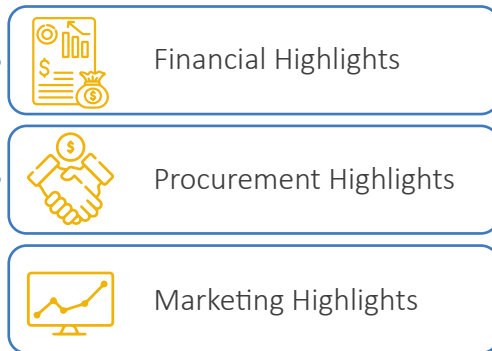 $
$
Financial Highlights
$
Procurement Highlights
Marketing Highlights